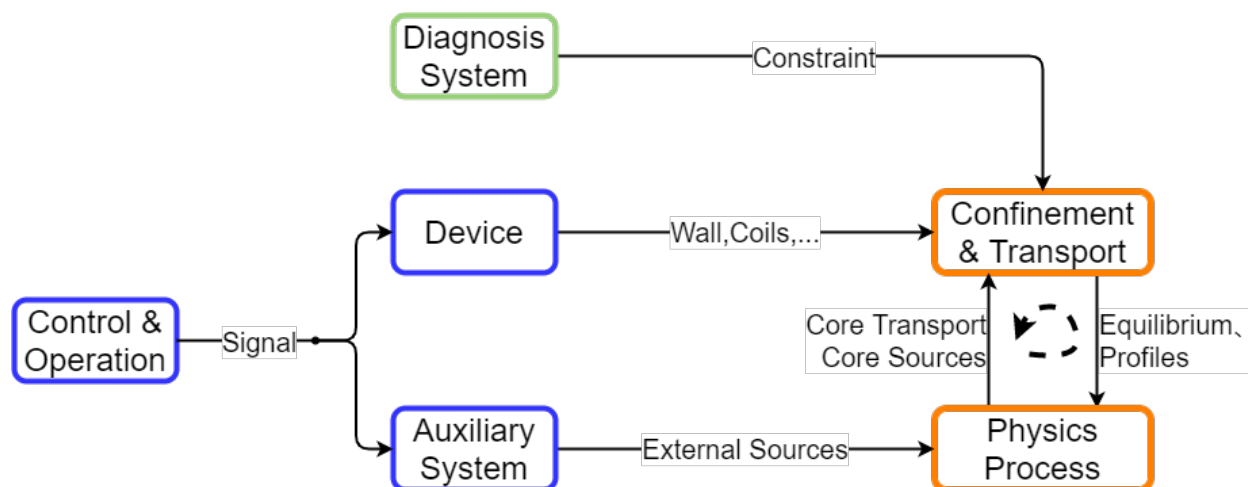 Diagnosis
System
Constraint
Device
Wall,Coils,...
Confinement
& Transport
Control &
Operation
Signal
Core Transport
Core Sources
Equilibrium、
Profiles
Auxiliary
System
External Sources
Physics
Process